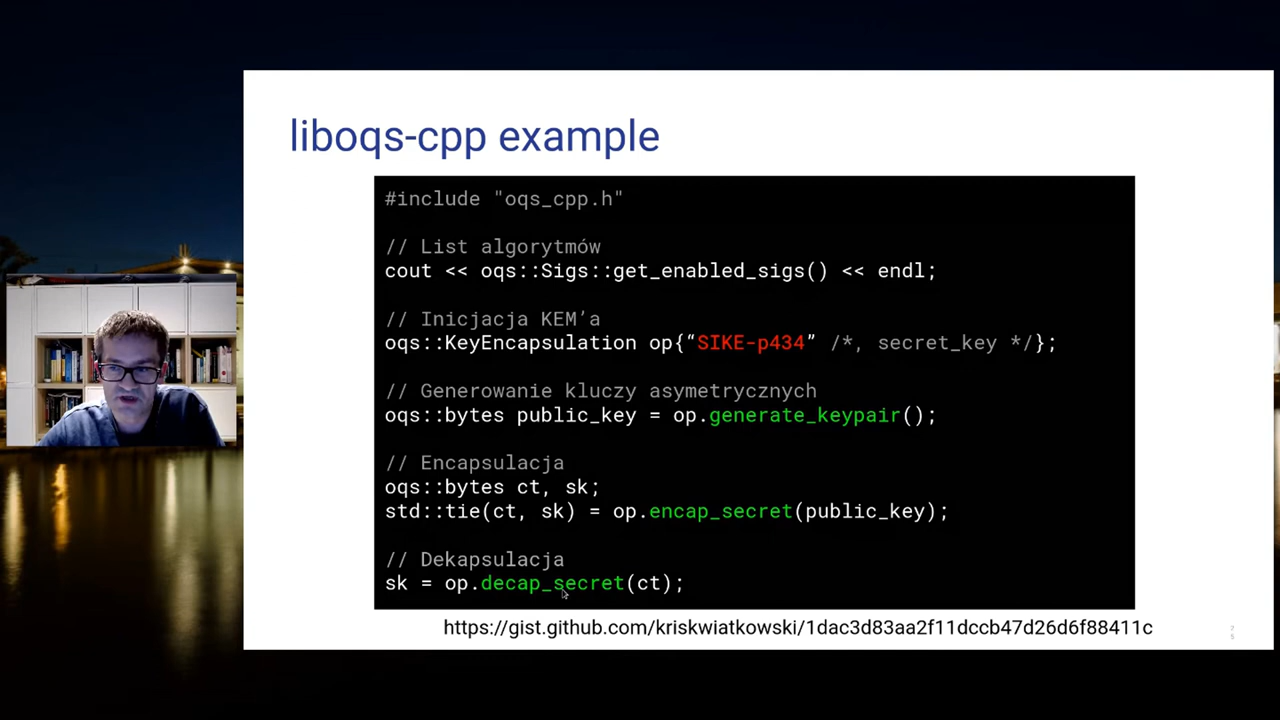 liboqs-cpp example
#include "oqs_cpp.h"
// List algorytmów
cout << oqs::Sigs::get_enabled_sigs() << endl;
// Inicjacja KEM’a
oqs::KeyEncapsulation op{“SIKE-p434” /*, secret_key */};
// Generowanie kluczy asymetrycznych
oqs::bytes public_key = op.generate_keypair();
// Encapsulacja
oqs::bytes ct, sk;
std::tie(ct, sk) = op.encap_secret(public_key);
// Dekapsulacja
sk = op.decap_secret(ct);
https://gist.github.com/kriskwiatkowski/1dac3d83aa2f11dccb47d26d6f88411c